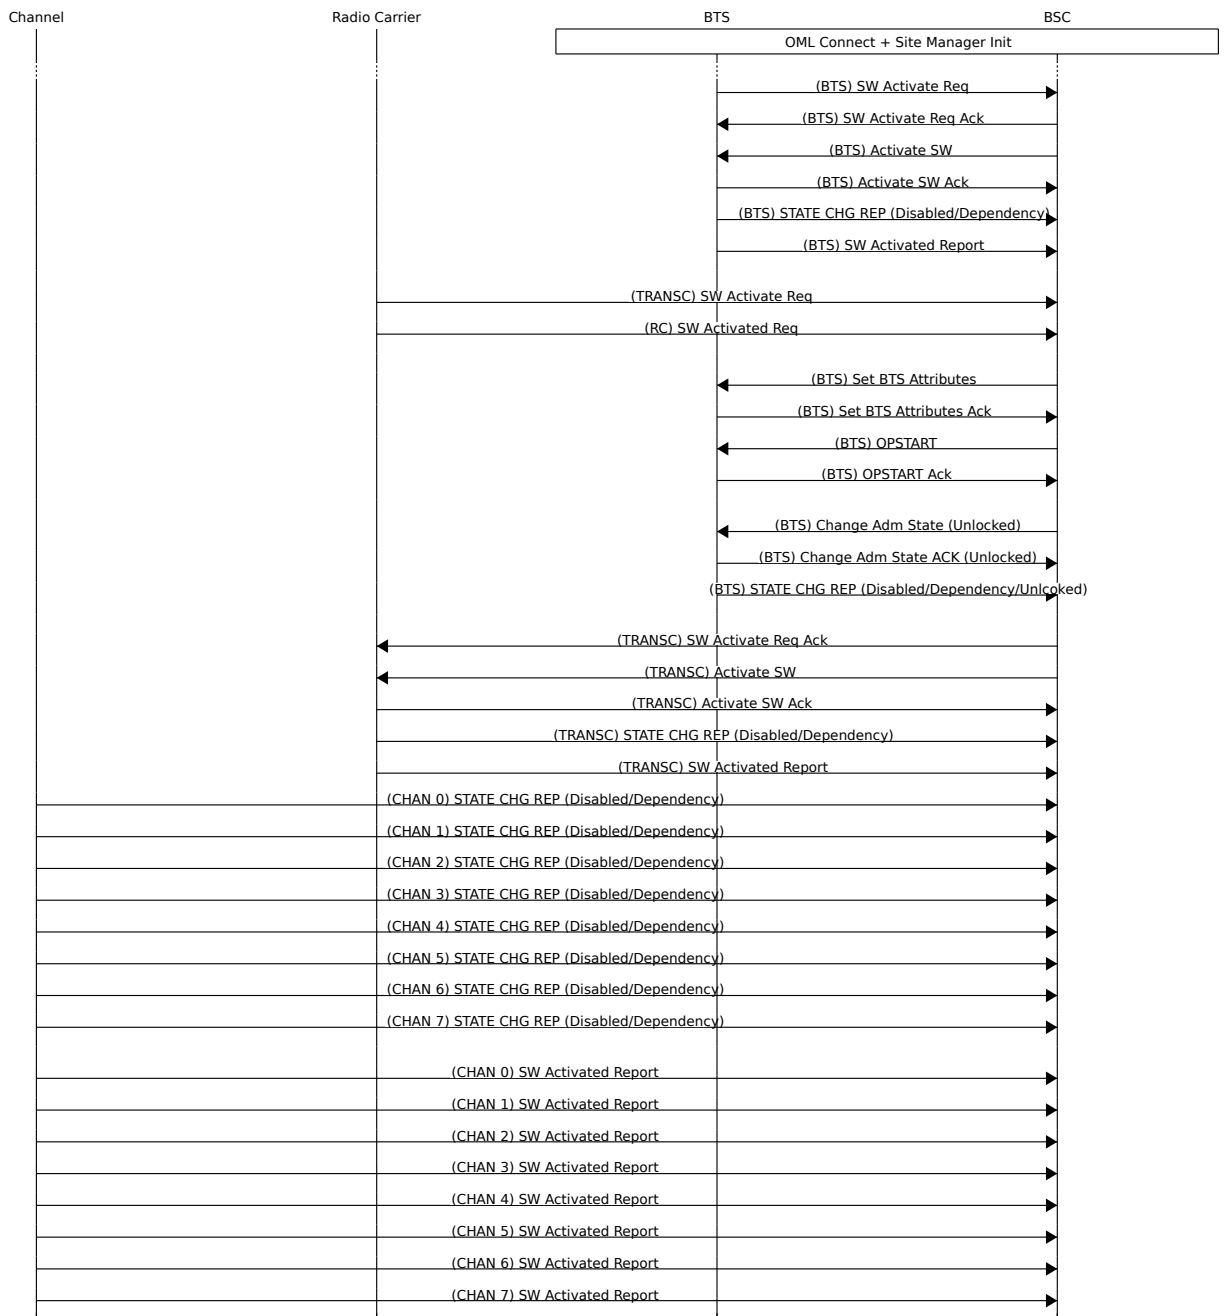 Channel Radio Carrier BTS BSC
OML Connect + Site Manager Init
(BTS) SW Activate Req
(BTS) SW Activate Req Ack
(BTS) Activate SW
(BTS) Activate SW Ack
(BTS) STATE CHG REP (Disabled/Dependency)
(BTS) SW Activated Report
(TRANSC) SW Activate Req
(RC) SW Activated Req
(BTS) Set BTS Attributes
(BTS) Set BTS Attributes Ack
(BTS) OPSTART
(BTS) OPSTART Ack
(BTS) Change Adm State (Unlocked)
(BTS) Change Adm State ACK (Unlocked)
(BTS) STATE CHG REP (Disabled/Dependency/Unlcoked)
(TRANSC) SW Activate Req Ack
(TRANSC) Activate SW
(TRANSC) Activate SW Ack
(TRANSC) STATE CHG REP (Disabled/Dependency)
(TRANSC) SW Activated Report
(CHAN 0) STATE CHG REP (Disabled/Dependency)
(CHAN 1) STATE CHG REP (Disabled/Dependency)
(CHAN 2) STATE CHG REP (Disabled/Dependency)
(CHAN 3) STATE CHG REP (Disabled/Dependency)
(CHAN 4) STATE CHG REP (Disabled/Dependency)
(CHAN 5) STATE CHG REP (Disabled/Dependency)
(CHAN 6) STATE CHG REP (Disabled/Dependency)
(CHAN 7) STATE CHG REP (Disabled/Dependency)
(CHAN 0) SW Activated Report
(CHAN 1) SW Activated Report
(CHAN 2) SW Activated Report
(CHAN 3) SW Activated Report
(CHAN 4) SW Activated Report
(CHAN 5) SW Activated Report
(CHAN 6) SW Activated Report
(CHAN 7) SW Activated Report